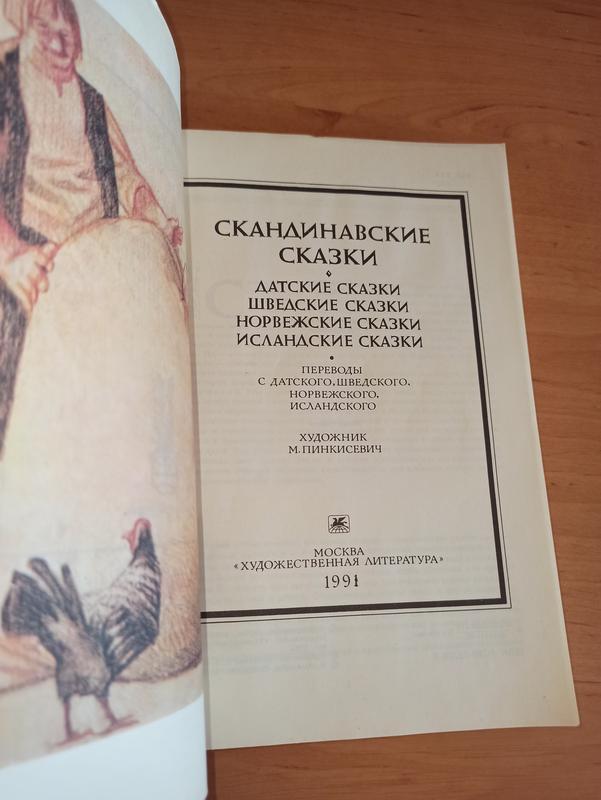 СКАНДИНАВСКИЕ
СКАЗКИ
ДАТСКИЕ СКАЗКИ
ШВЕДСКИЕ СКАЗКИ
НОРВЕЖСКИЕ СКАЗКИ
ИСЛАНДСКИЕ СКАЗКИ
ПЕРЕВОДЫ
С ДАТСКОГО, ШВЕДСКОГО,
НОРВЕЖСКОГО,
ИСЛАНДСКОГО
ХУДОЖНИК
М. ПИНКИСЕВИЧ
МОСКВА
«ХУДОЖЕСТВЕННАЯ ЛИТЕРАТУРА»
1991